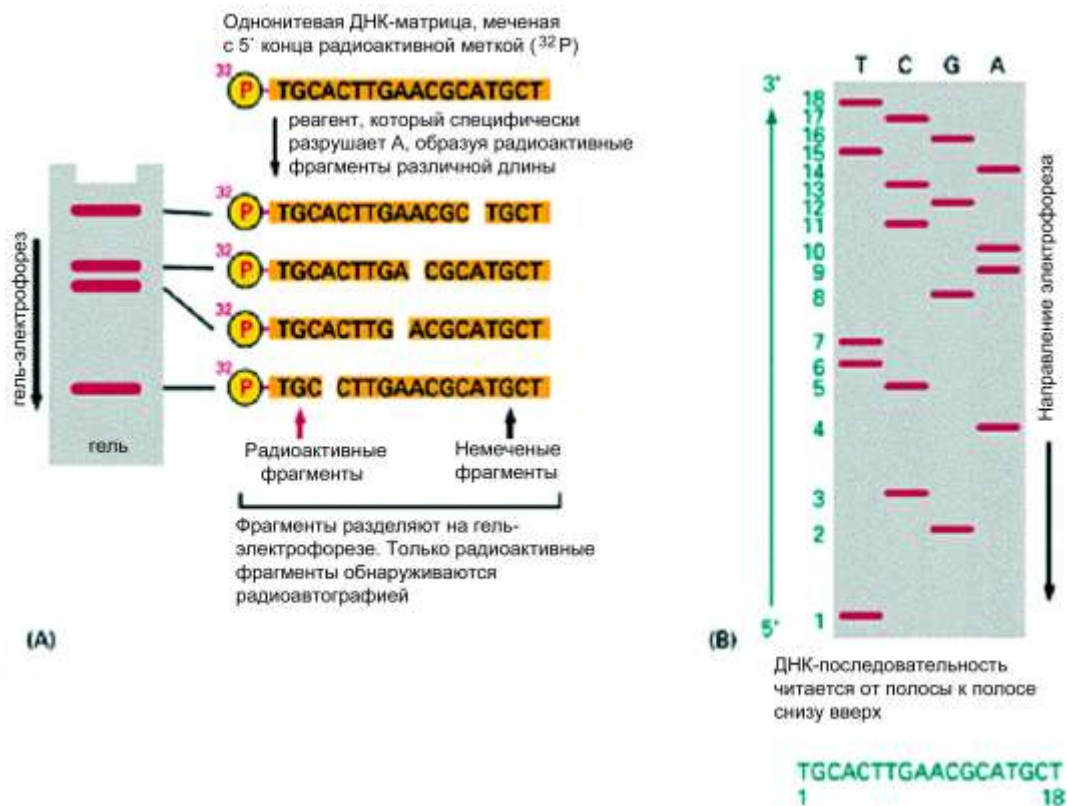 Однонитевая ДНК-матрица, меченая
с 5` конца радиоактивной меткой (32P)
32
P TGCACTTGAACGCATGCT
реагент, который специфически
разрушает А, образуя радиоактивные
фрагменты различной длины
32
P TGCACTTGAACGC TGCT
32
P TGCACTTGA CGCATGCT
32
P TGCACTTG ACGCATGCT
32
P TGC CTTGAACGCATGCT
гель-электрофорез
гель
Радиоактивные
фрагменты
Немеченые
фрагменты
Фрагменты разделяют на гель-
электрофорезе. Только радиоактивные
фрагменты обнаруживаются
радиоавтографией
(A)
T C G A
3'
18
17
16
15
14
13
12
11
10
9
8
7
6
5
4
3
2
1
5'
Направление электрофореза
(B)
ДНК-последовательность
читается от полосы к полосе
снизу вверх
TGCACTTGAACGCATGCT
1 18